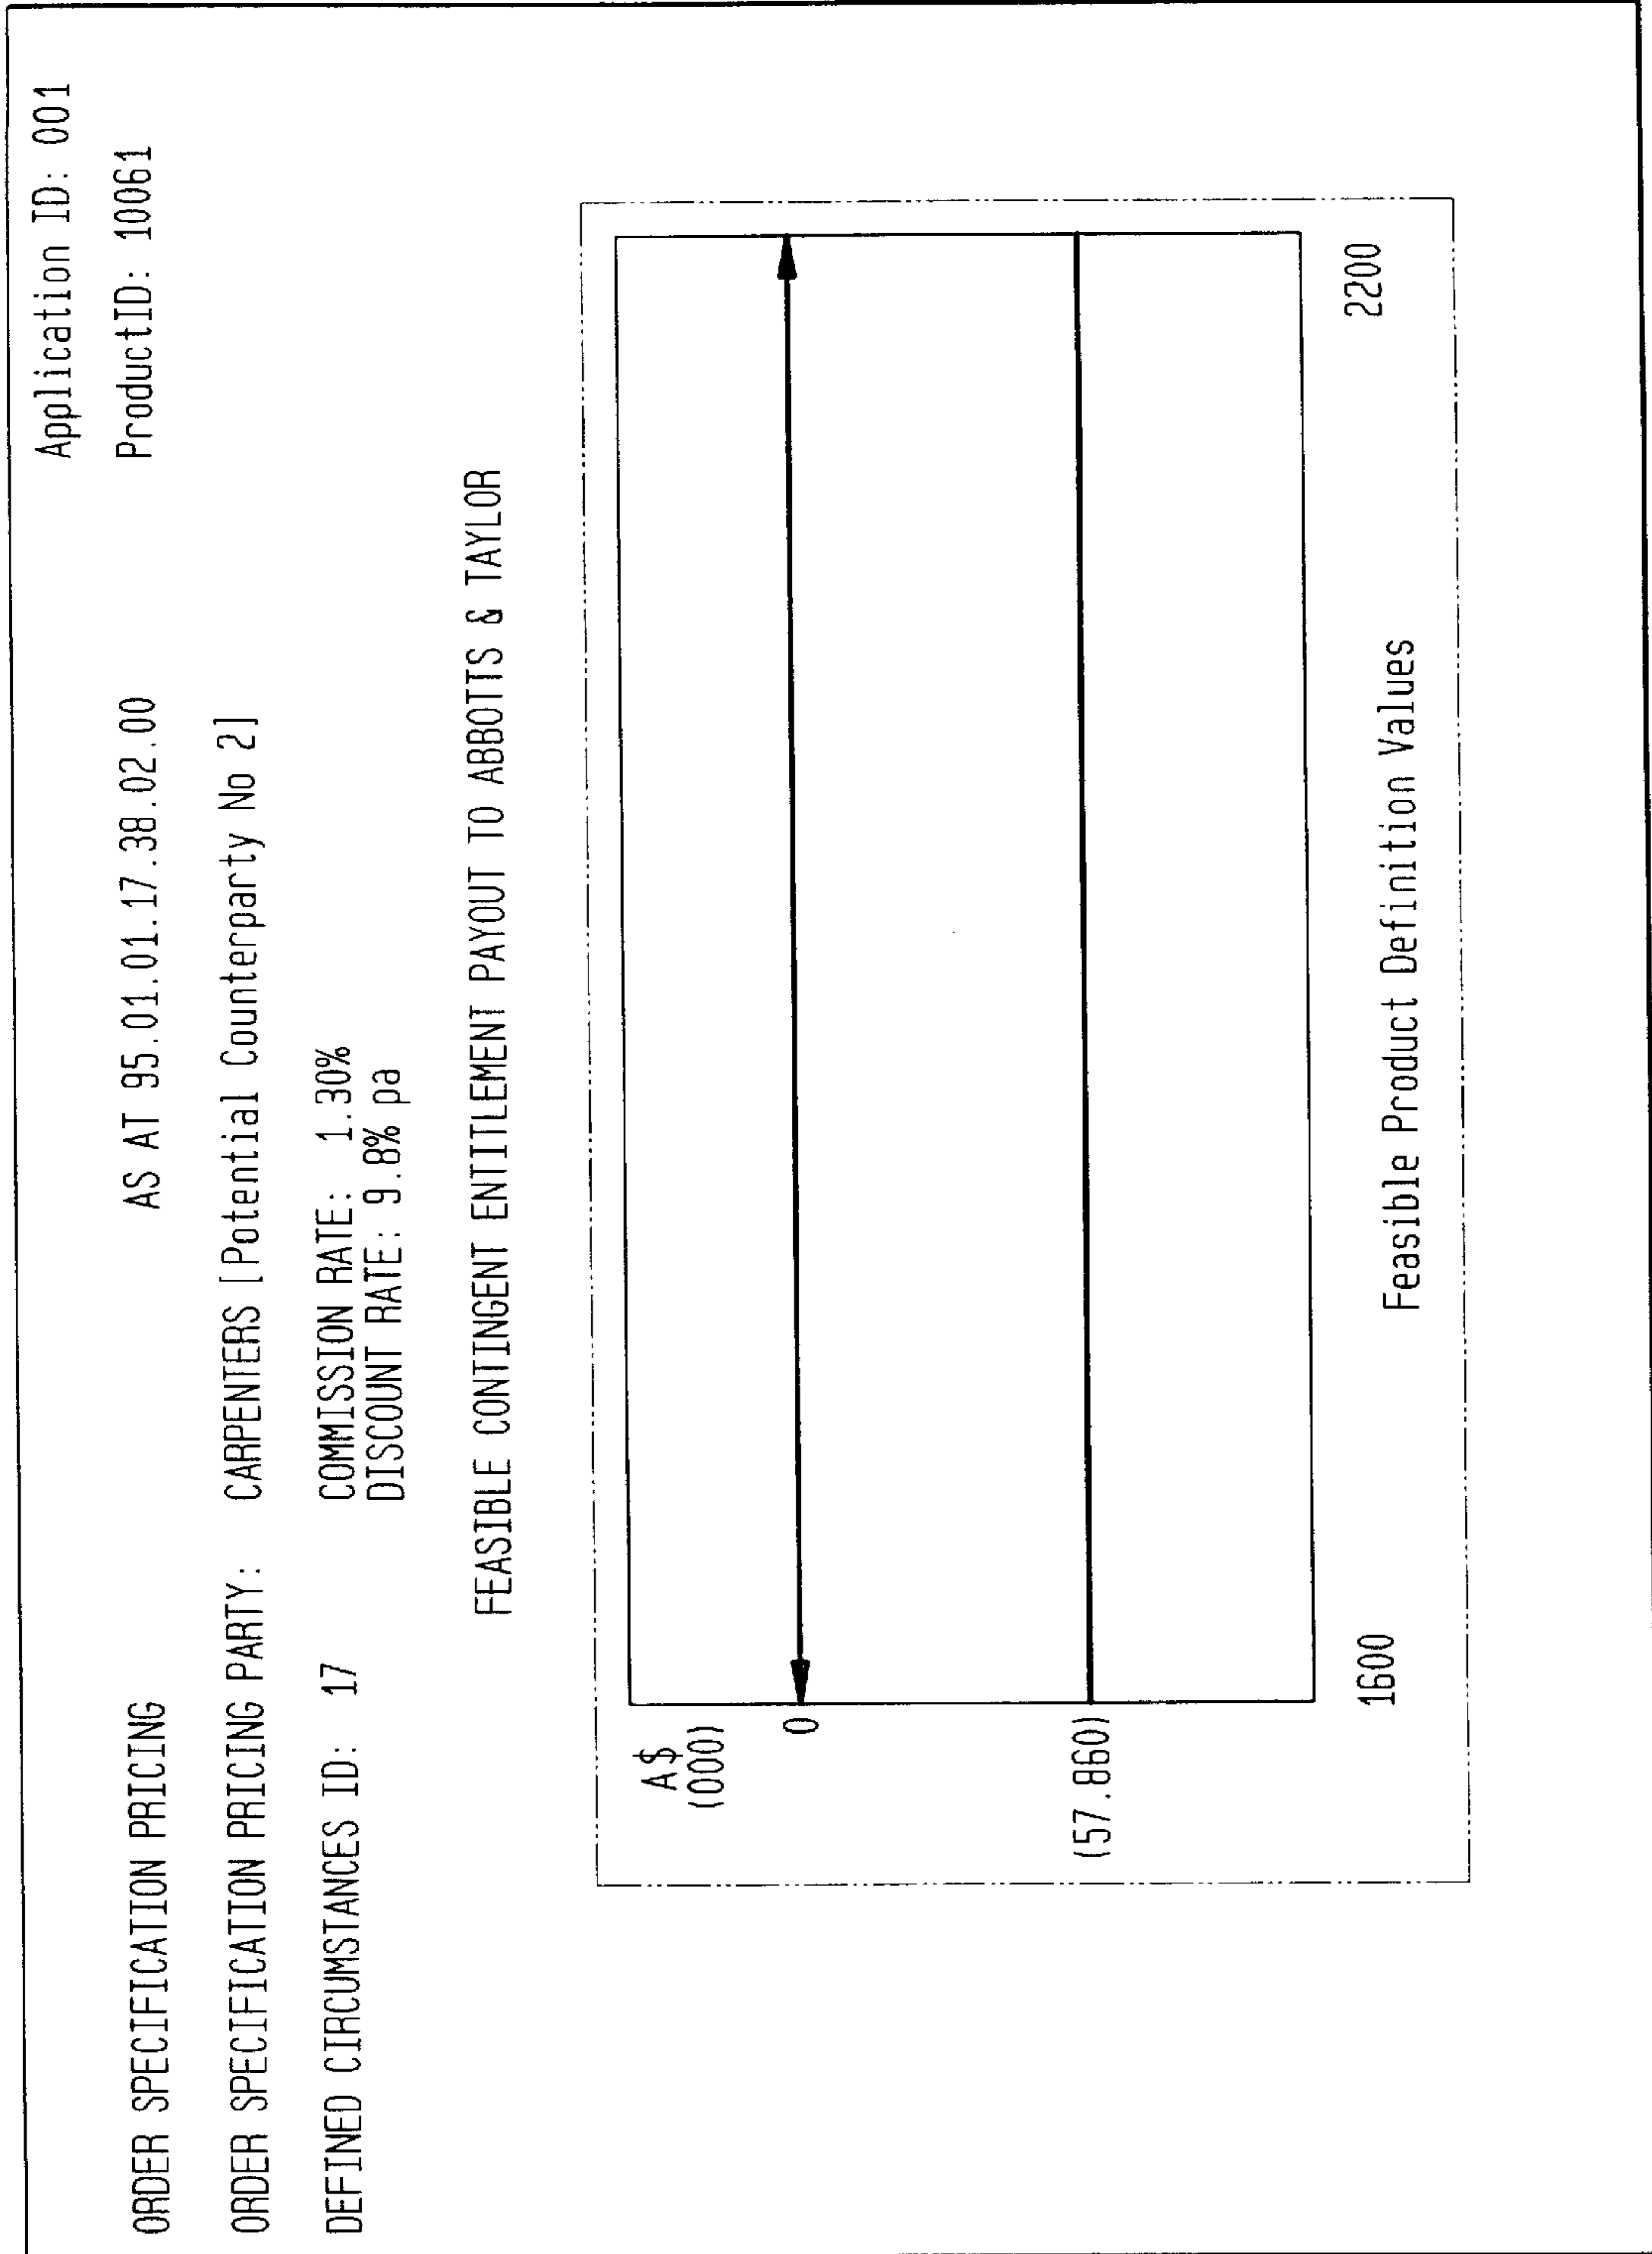 Application ID: 001
ORDER SPECIFICATION PRICING AS AT 95.01.01.17.38.02.00 ProductID: 10061
ORDER SPECIFICATION PRICING PARTY: CARPENTERS [Potential Counterparty No 2]
DEFINED CIRCUMSTANCES ID: 17 COMMISSION RATE: 1.30%
DISCOUNT RATE: 9.8% pa
FEASIBLE CONTINGENT ENTITLEMENT PAYOUT TO ABBOTTS & TAYLOR
A$
(000)
0
(57.860)
1600 2200
Feasible Product Definition Values